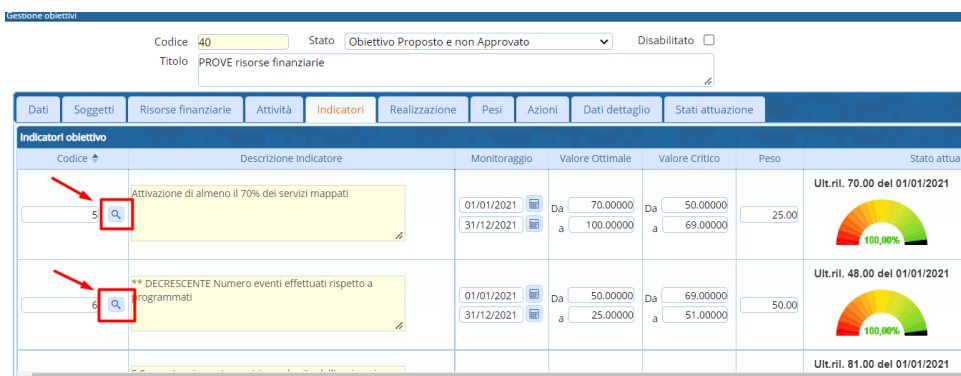 Gestione obiettivi
Codice 40 Stato Obiettivo Proposto e non Approvato Disabilitato
Titolo PROVE risorse finanziarie
Dati Soggetti Risorse finanziarie Attività Indicatori Realizzazione Pesi Azioni Dati dettaglio Stati attuazione
Indicatori obiettivo
Codice Descrizione Indicatore Monitoraggio Valore Ottimale Valore Critico Peso Stato attua
Ult.ril. 70.00 del 01/01/2021
Attivazione di almeno il 70% dei servizi mappati
5 01/01/2021 Da 70.00000 Da 50.00000 25.00
31/12/2021 a 100.00000 a 69.00000
100,00%
Ult.ril. 48.00 del 01/01/2021
** DECRESCENTE Numero eventi effettuati rispetto a
programmati
6 01/01/2021 Da 50.00000 Da 69.00000 50.00
31/12/2021 a 25.00000 a 51.00000
100,00%
Ult.ril. 81.00 del 01/01/2021